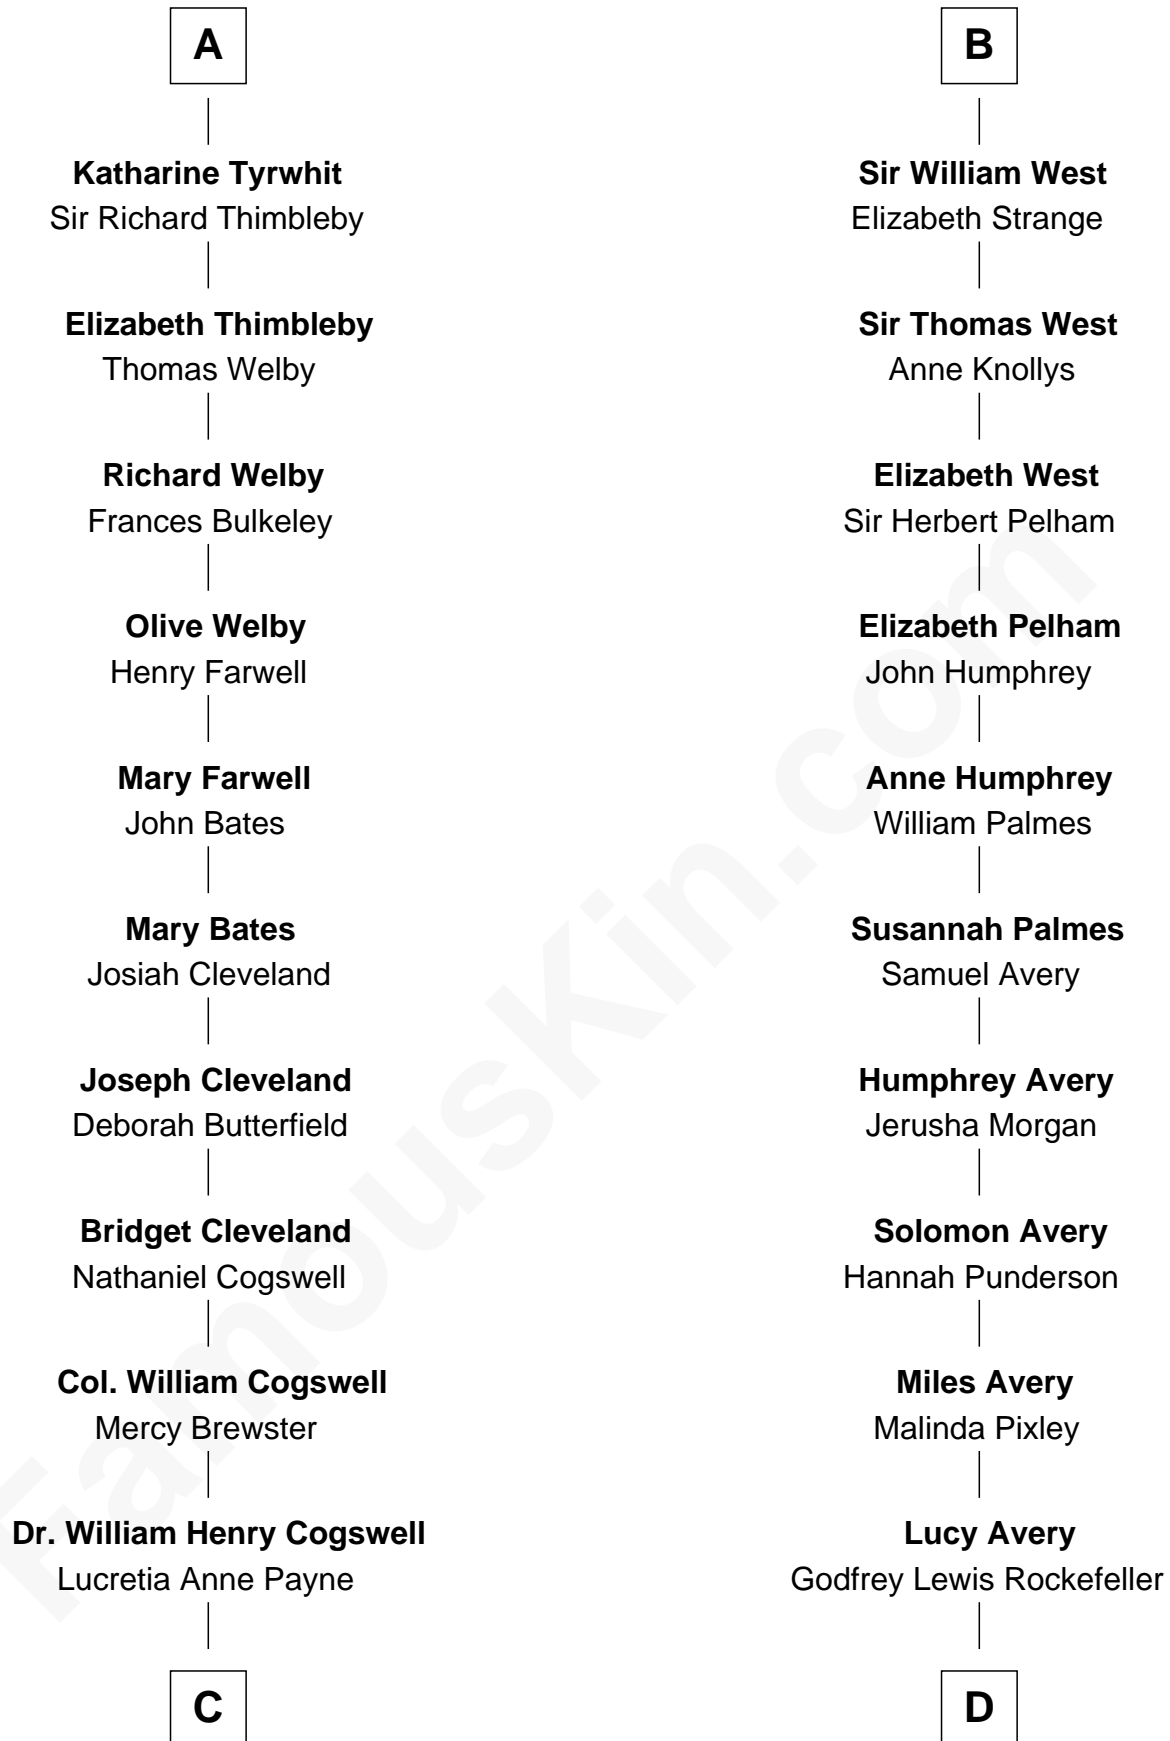 A
Katharine Tyrwhit
Sir Richard Thimbleby
Elizabeth Thimbleby
Thomas Welby
Richard Welby
Frances Bulkeley
Olive Welby
Henry Farwell
Mary Farwell
John Bates
Mary Bates
Josiah Cleveland
Joseph Cleveland
Deborah Butterfield
Bridget Cleveland
Nathaniel Cogswell
Col. William Cogswell
Mercy Brewster
Dr. William Henry Cogswell
Lucretia Anne Payne
C
B
Sir William West
Elizabeth Strange
Sir Thomas West
Anne Knollys
Elizabeth West
Sir Herbert Pelham
Elizabeth Pelham
John Humphrey
Anne Humphrey
William Palmes
Susannah Palmes
Samuel Avery
Humphrey Avery
Jerusha Morgan
Solomon Avery
Hannah Punderson
Miles Avery
Malinda Pixley
Lucy Avery
Godfrey Lewis Rockefeller
D
FamousKin.com